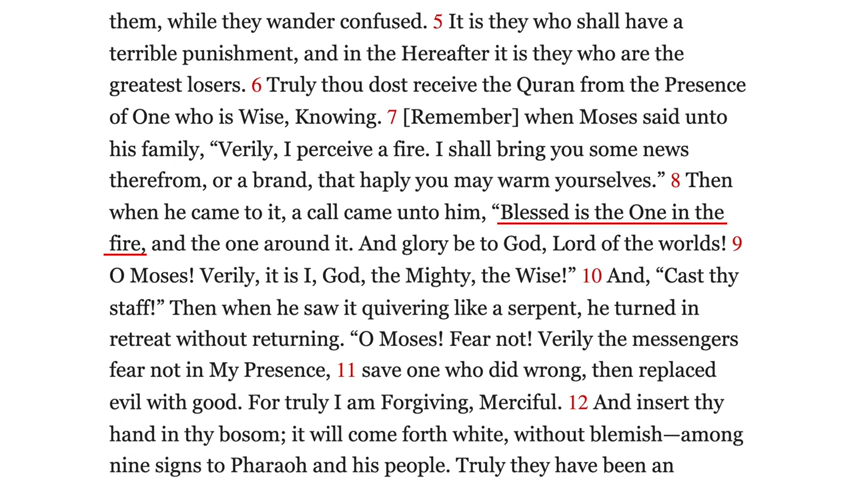 them, while they wander confused. 5 It is they who shall have a
terrible punishment, and in the Hereafter it is they who are the
greatest losers. 6 Truly thou dost receive the Quran from the Presence
of One who is Wise, Knowing. 7 [Remember] when Moses said unto
his family, “Verily, I perceive a fire. I shall bring you some news
therefrom, or a brand, that haply you may warm yourselves.” 8 Then
when he came to it, a call came unto him, “Blessed is the One in the
fire, and the one around it. And glory be to God, Lord of the worlds! 9
O Moses! Verily, it is I, God, the Mighty, the Wise!” 10 And, “Cast thy
staff!” Then when he saw it quivering like a serpent, he turned in
retreat without returning. “O Moses! Fear not! Verily the messengers
fear not in My Presence, 11 save one who did wrong, then replaced
evil with good. For truly I am Forgiving, Merciful. 12 And insert thy
hand in thy bosom; it will come forth white, without blemish—among
nine signs to Pharaoh and his people. Truly they have been an